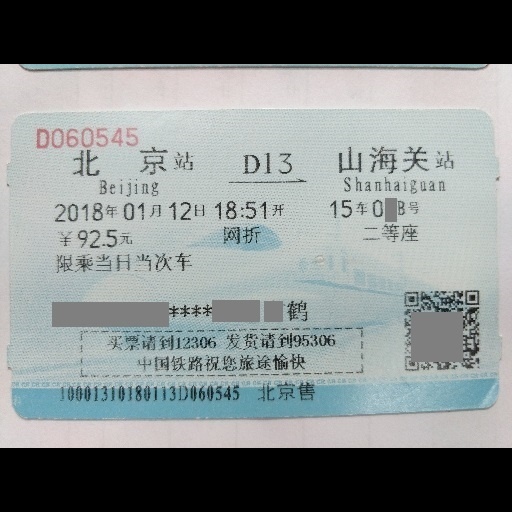 D060545
北京站 D13 山海关站
Beijing Shanhaiguan
2018年01月12日 18:51开 15车0 8号
￥92.5元 网折 二等座
限乘当日当次车
**** 鹤
买票请到12306 发货请到95306
中国铁路祝您旅途愉快
10001310180113D060545 北京售